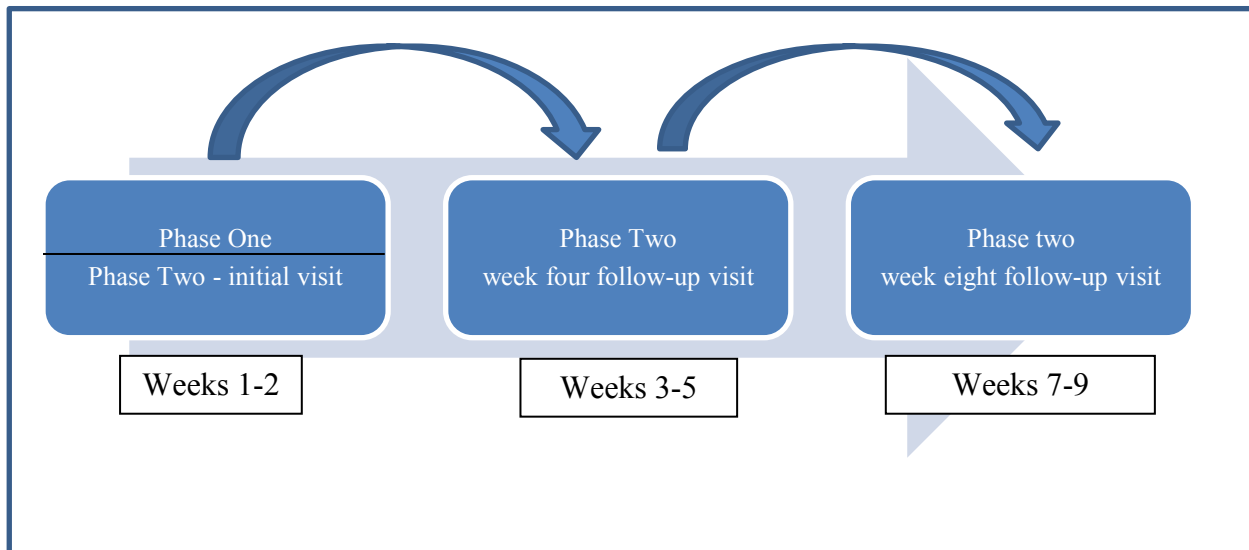 Phase One
Phase Two - initial visit
Phase Two
week four follow-up visit
Phase two
week eight follow-up visit
Weeks 1-2
Weeks 3-5
Weeks 7-9